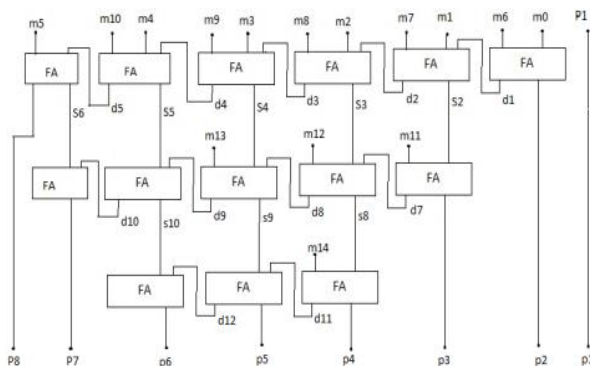 m5 m10 m4 m9 m3 m8 m2 m7 m1 m6 m0 P1
FA FA FA FA FA FA
S6 d5 S5 d4 S4 d3 S3 d2 S2 d1
m13 m12 m11
FA FA FA FA FA
d10 s10 d9 s9 d8 s8 d7
m14
FA FA FA
d12 d11
P8 P7 p6 p5 p4 p3 p2